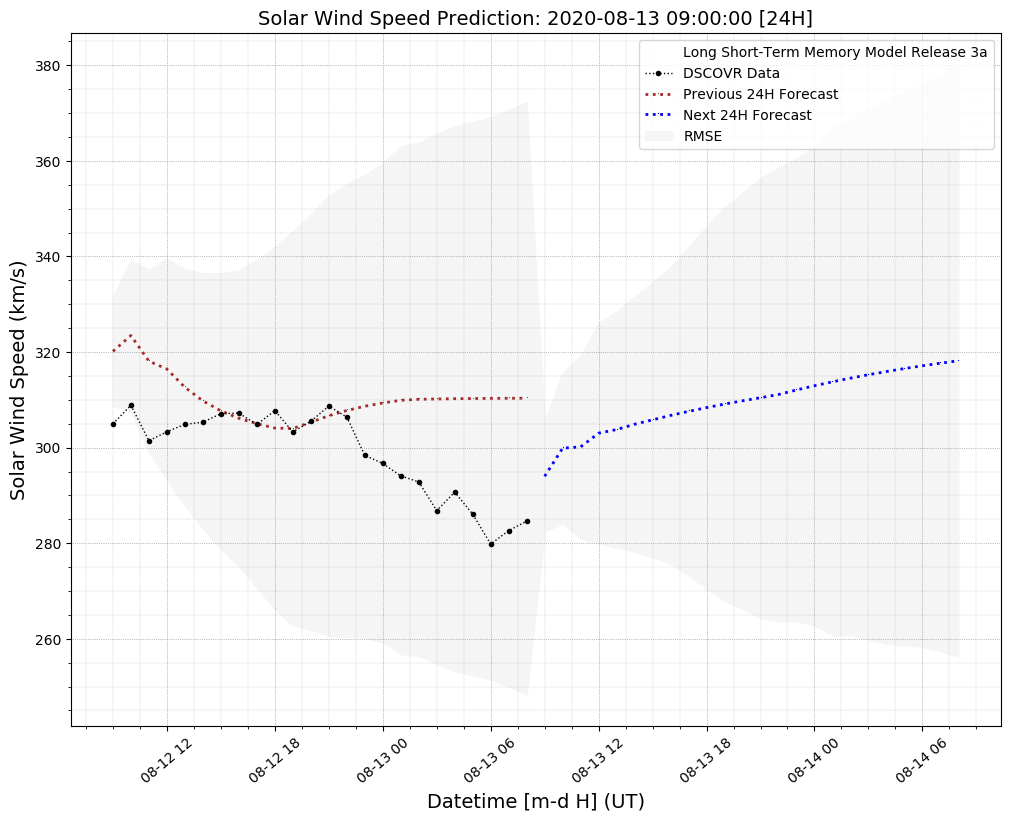 Solar Wind Speed Prediction: 2020-08-13 09:00:00 [24H]
Long Short-Term Memory Model Release 3a
DSCOVR Data
Previous 24H Forecast
Next 24H Forecast
RMSE
Solar Wind Speed (km/s)
380
360
340
320
300
280
260
08-12 12
08-12 18
08-13 00
08-13 06
08-13 12
08-13 18
08-14 00
08-14 06
Datetime [m-d H] (UT)